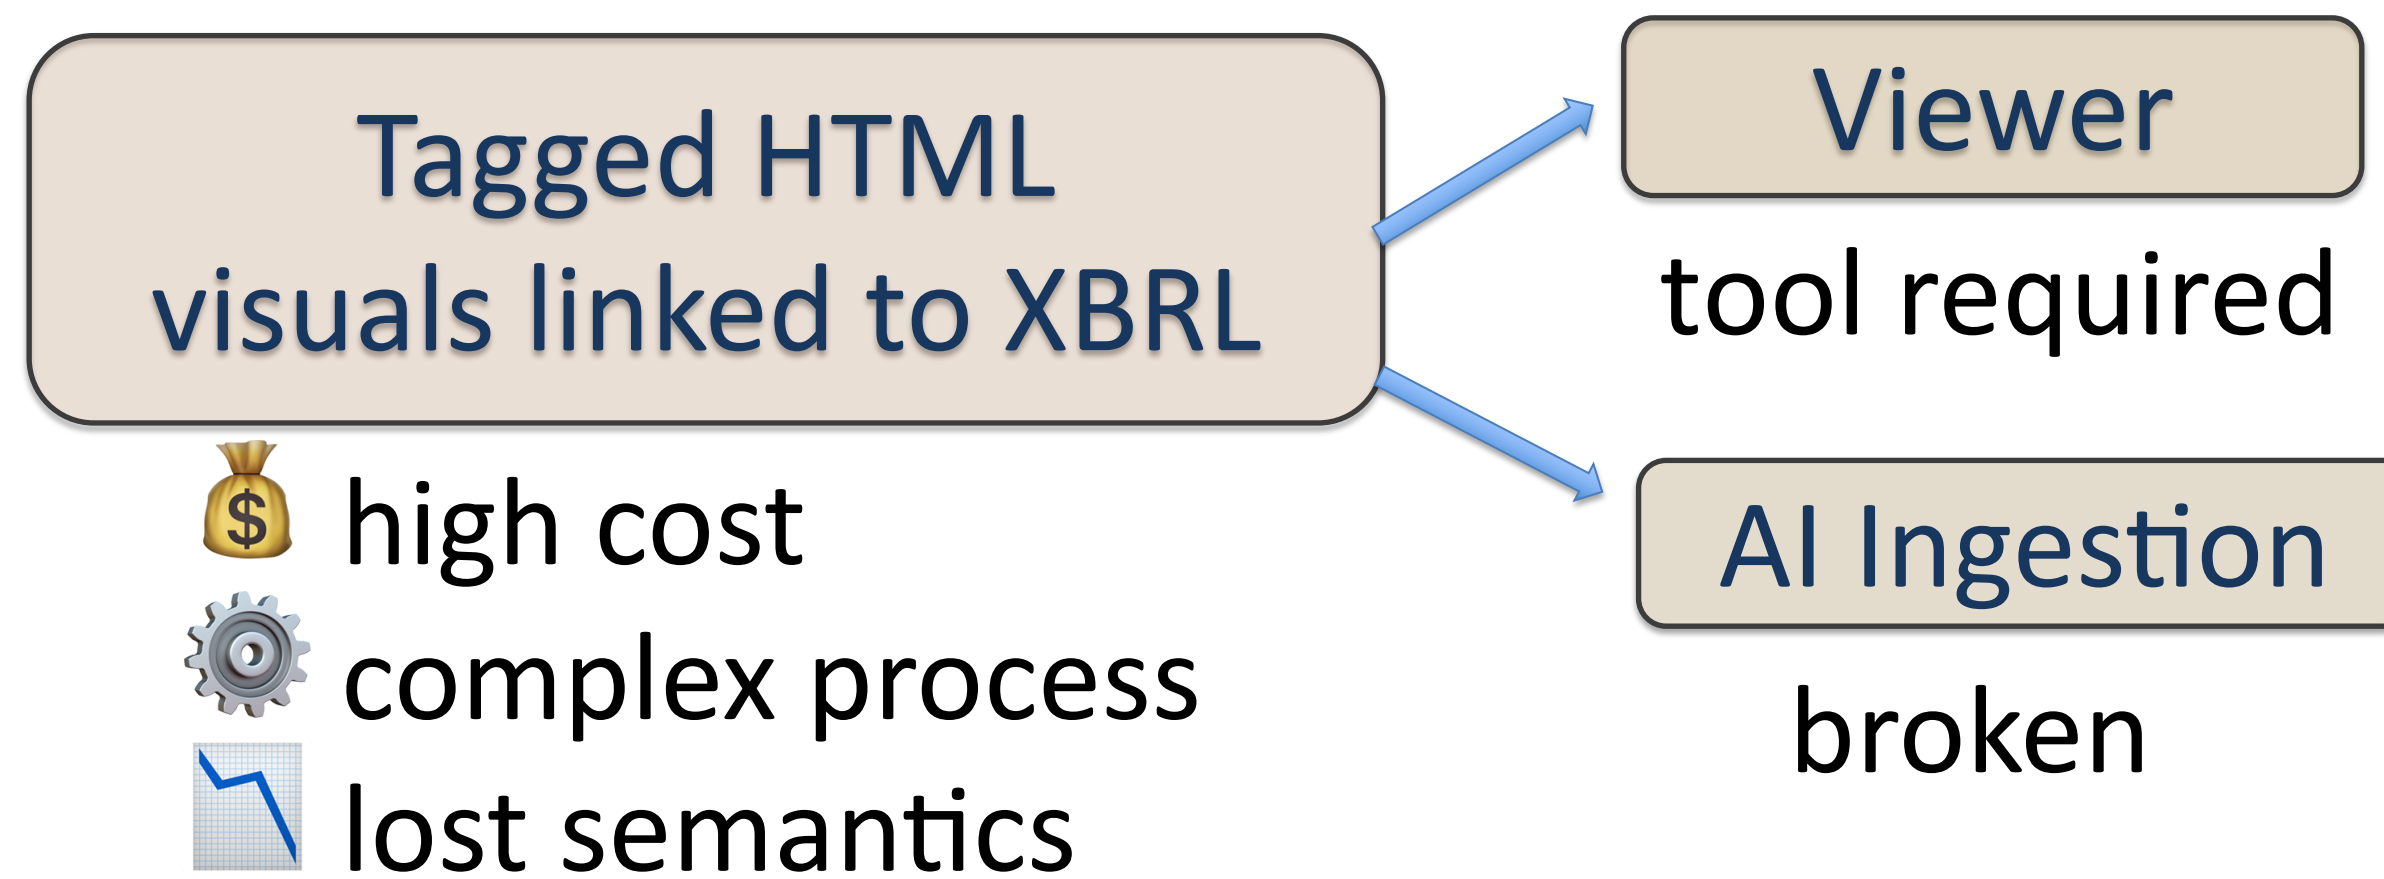 Tagged HTML
visuals linked to XBRL
$ high cost
complex process
lost semantics
Viewer
tool required
AI Ingestion
broken